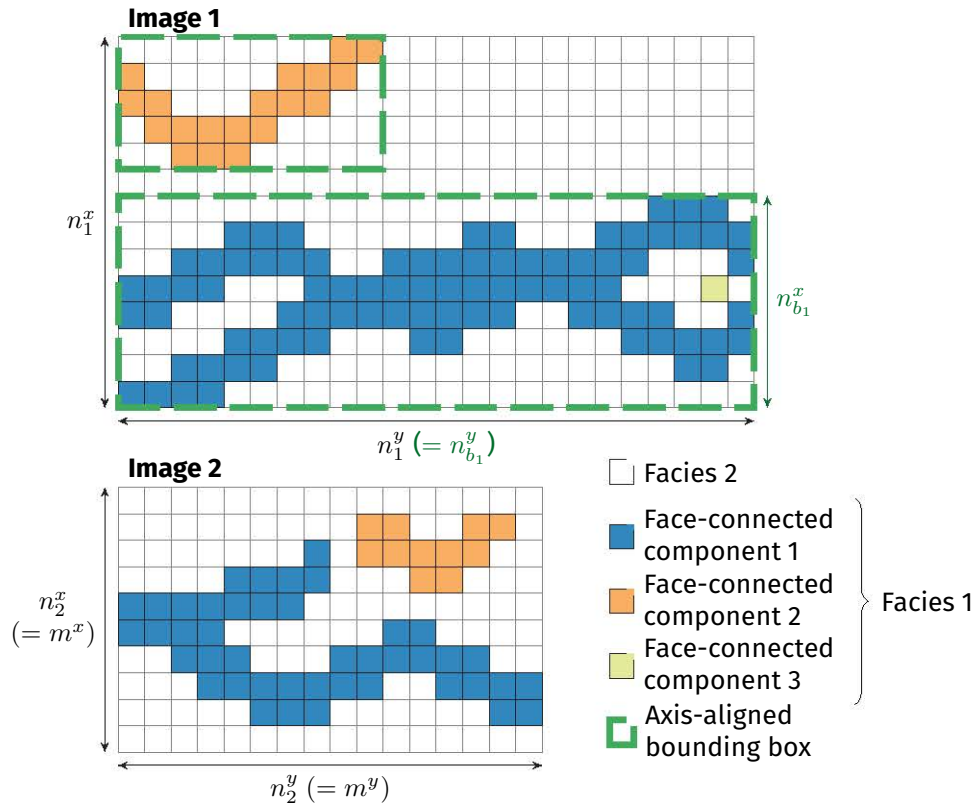 Image 1
n_1^x
n_{b_1}^x
n_1^y (= n_{b_1}^y)
Image 2
n_2^x
(= m^x)
n_2^y (= m^y)
Facies 2
Face-connected
component 1
Face-connected
component 2
Face-connected
component 3
Facies 1
Axis-aligned
bounding box